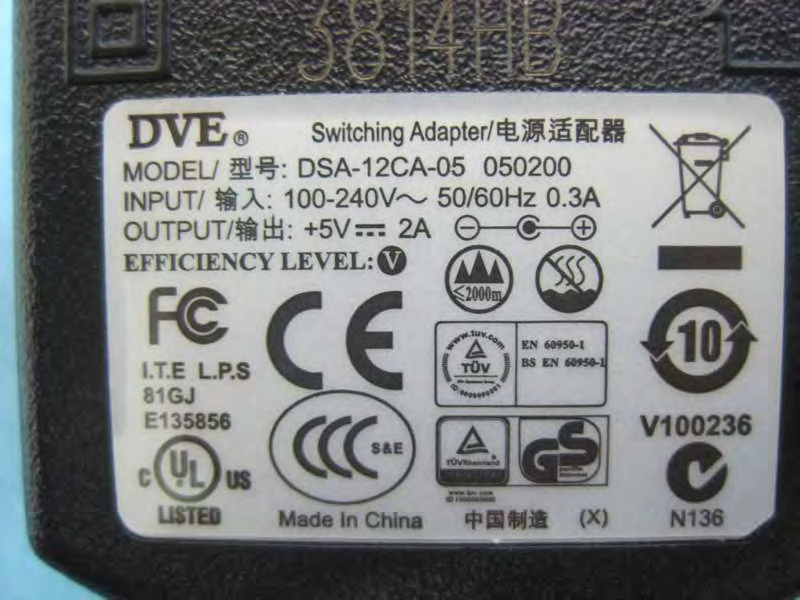 3814HB
DVE® Switching Adapter/电源适配器
MODEL/ 型号: DSA-12CA-05 050200
INPUT/ 输入: 100-240V～ 50/60Hz 0.3A
OUTPUT/输出: +5V⎓ 2A
EFFICIENCY LEVEL: V
≤2000m
FC CE
I.T.E L.P.S
81GJ
E135856
www.tuv.com
TÜV
EN 60950-1
BS EN 60950-1
10
V100236
C UL US
LISTED
CCC S&E
TÜVRheinland
GS
Made In China 中国制造 (X)
N136